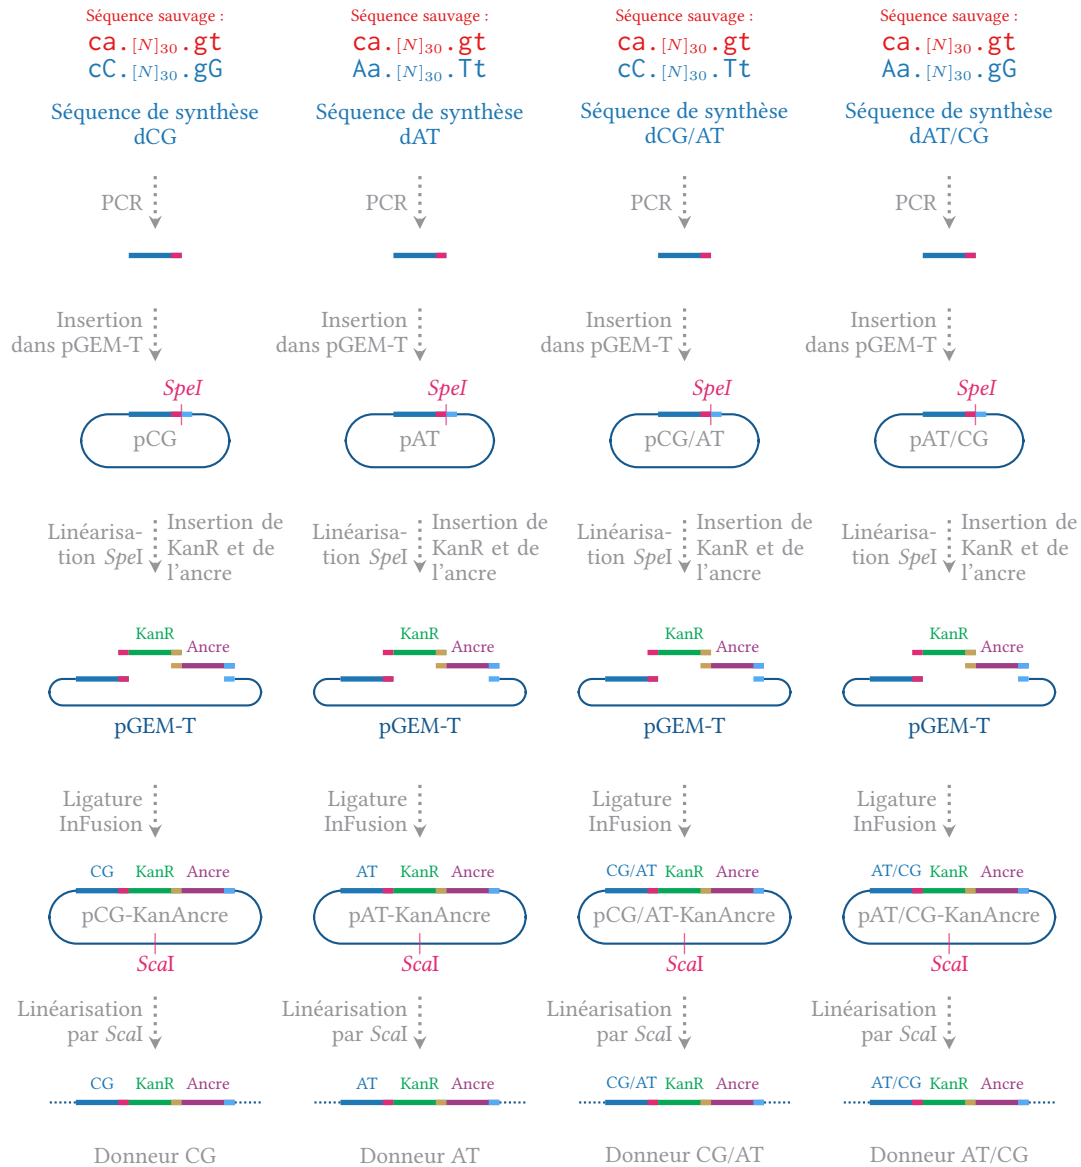 Séquence sauvage : Séquence sauvage : Séquence sauvage : Séquence sauvage :
ca.[N]30.gt ca.[N]30.gt ca.[N]30.gt ca.[N]30.gt
cC.[N]30.gG Aa.[N]30.Tt cC.[N]30.Tt Aa.[N]30.gG
Séquence de synthèse Séquence de synthèse Séquence de synthèse Séquence de synthèse
dCG dAT dCG/AT dAT/CG
PCR PCR PCR PCR
Insertion Insertion Insertion Insertion
dans pGEM-T dans pGEM-T dans pGEM-T dans pGEM-T
SpeI SpeI SpeI SpeI
pCG pAT pCG/AT pAT/CG
Linéarisa- Insertion de Linéarisa- Insertion de Linéarisa- Insertion de Linéarisa- Insertion de
tion SpeI KanR et de tion SpeI KanR et de tion SpeI KanR et de tion SpeI KanR et de
l'ancre l'ancre l'ancre l'ancre
KanR KanR KanR KanR
Ancre Ancre Ancre Ancre
pGEM-T pGEM-T pGEM-T pGEM-T
Ligature Ligature Ligature Ligature
InFusion InFusion InFusion InFusion
CG KanR Ancre AT KanR Ancre CG/AT KanR Ancre AT/CG KanR Ancre
pCG-KanAncre pAT-KanAncre pCG/AT-KanAncre pAT/CG-KanAncre
ScaI ScaI ScaI ScaI
Linéarisation Linéarisation Linéarisation Linéarisation
par ScaI par ScaI par ScaI par ScaI
CG KanR Ancre AT KanR Ancre CG/AT KanR Ancre AT/CG KanR Ancre
Donneur CG Donneur AT Donneur CG/AT Donneur AT/CG